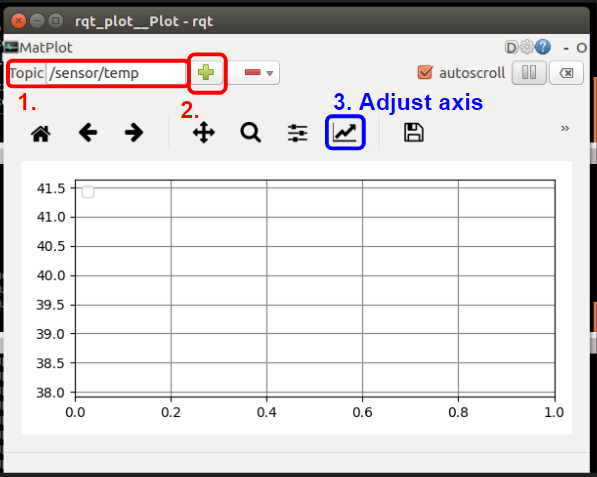 rqt_plot__Plot - rqt
MatPlot D ? - O
Topic /sensor/temp autoscroll
1. 2. 3. Adjust axis
»
41.5
41.0
40.5
40.0
39.5
39.0
38.5
38.0
0.0 0.2 0.4 0.6 0.8 1.0